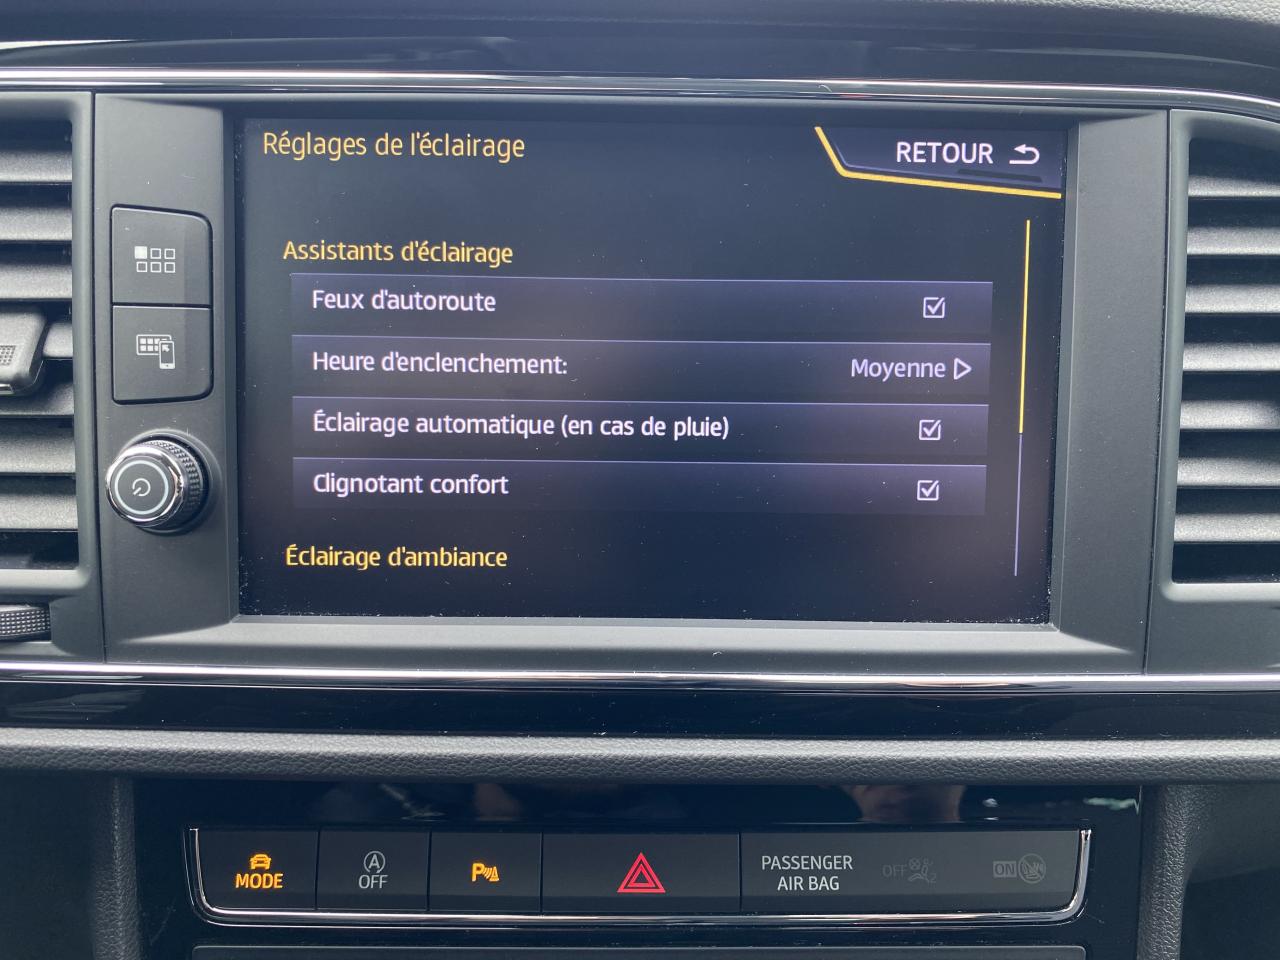 Réglages de l'éclairage
RETOUR
Assistants d'éclairage
Feux d'autoroute
Heure d'enclenchement: Moyenne
Éclairage automatique (en cas de pluie)
Clignotant confort
Éclairage d'ambiance
MODE
A
OFF
P
PASSENGER
AIR BAG
OFF
2
ON